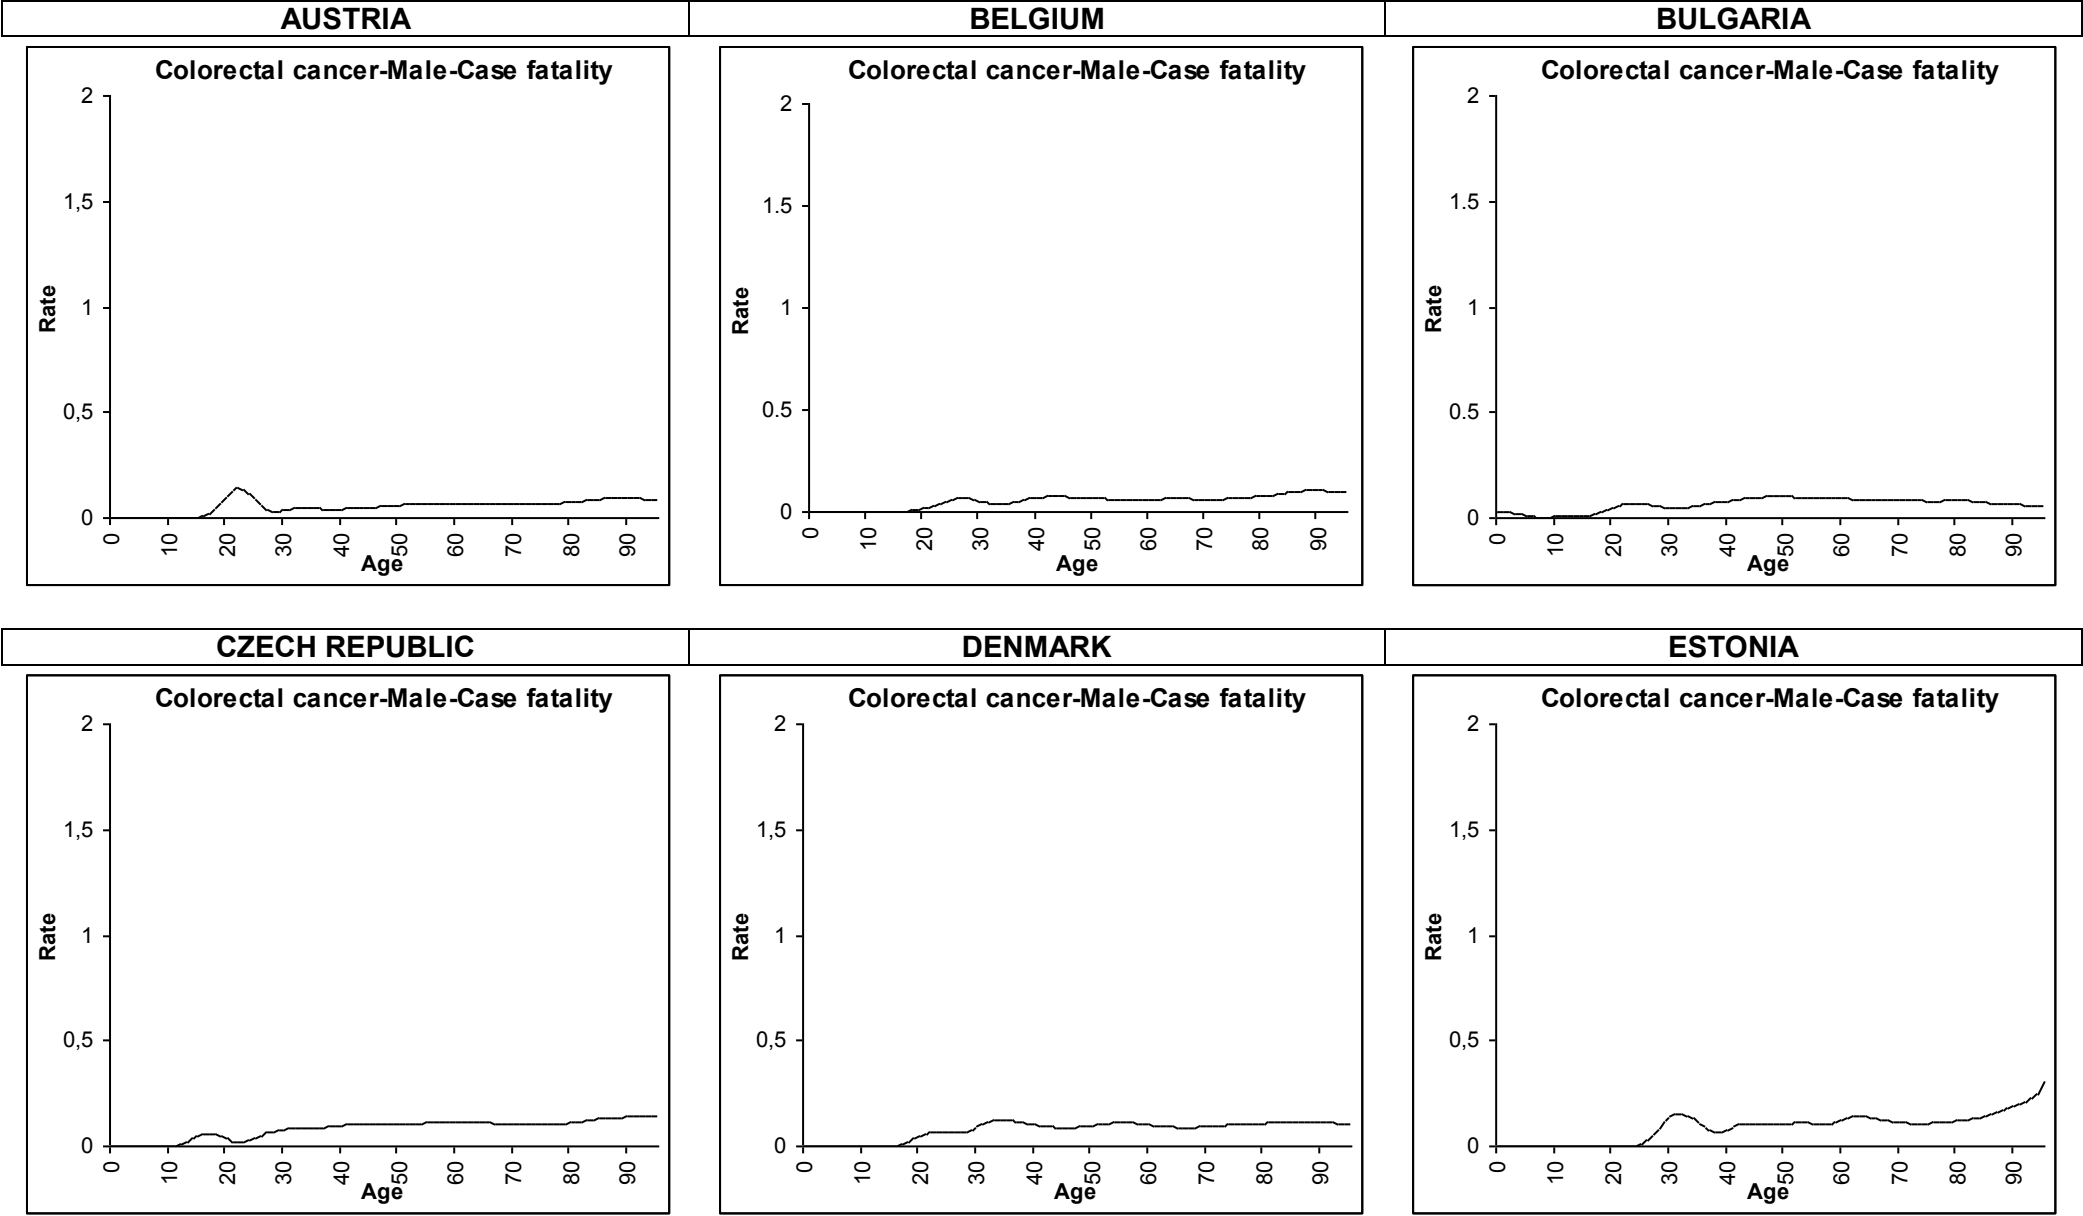 AUSTRIA BELGIUM BULGARIA
Colorectal cancer-Male-Case fatality Colorectal cancer-Male-Case fatality Colorectal cancer-Male-Case fatality
2 2 2
1,5 1.5 1.5
1 1 1
Rate Rate Rate
0,5 0.5 0.5
0 0 0
0 10 20 30 40 50 60 70 80 90 0 10 20 30 40 50 60 70 80 90 0 10 20 30 40 50 60 70 80 90
Age Age Age
CZECH REPUBLIC DENMARK ESTONIA
Colorectal cancer-Male-Case fatality Colorectal cancer-Male-Case fatality Colorectal cancer-Male-Case fatality
2 2 2
1,5 1,5 1,5
1 1 1
Rate Rate Rate
0,5 0,5 0,5
0 0 0
0 10 20 30 40 50 60 70 80 90 0 10 20 30 40 50 60 70 80 90 0 10 20 30 40 50 60 70 80 90
Age Age Age